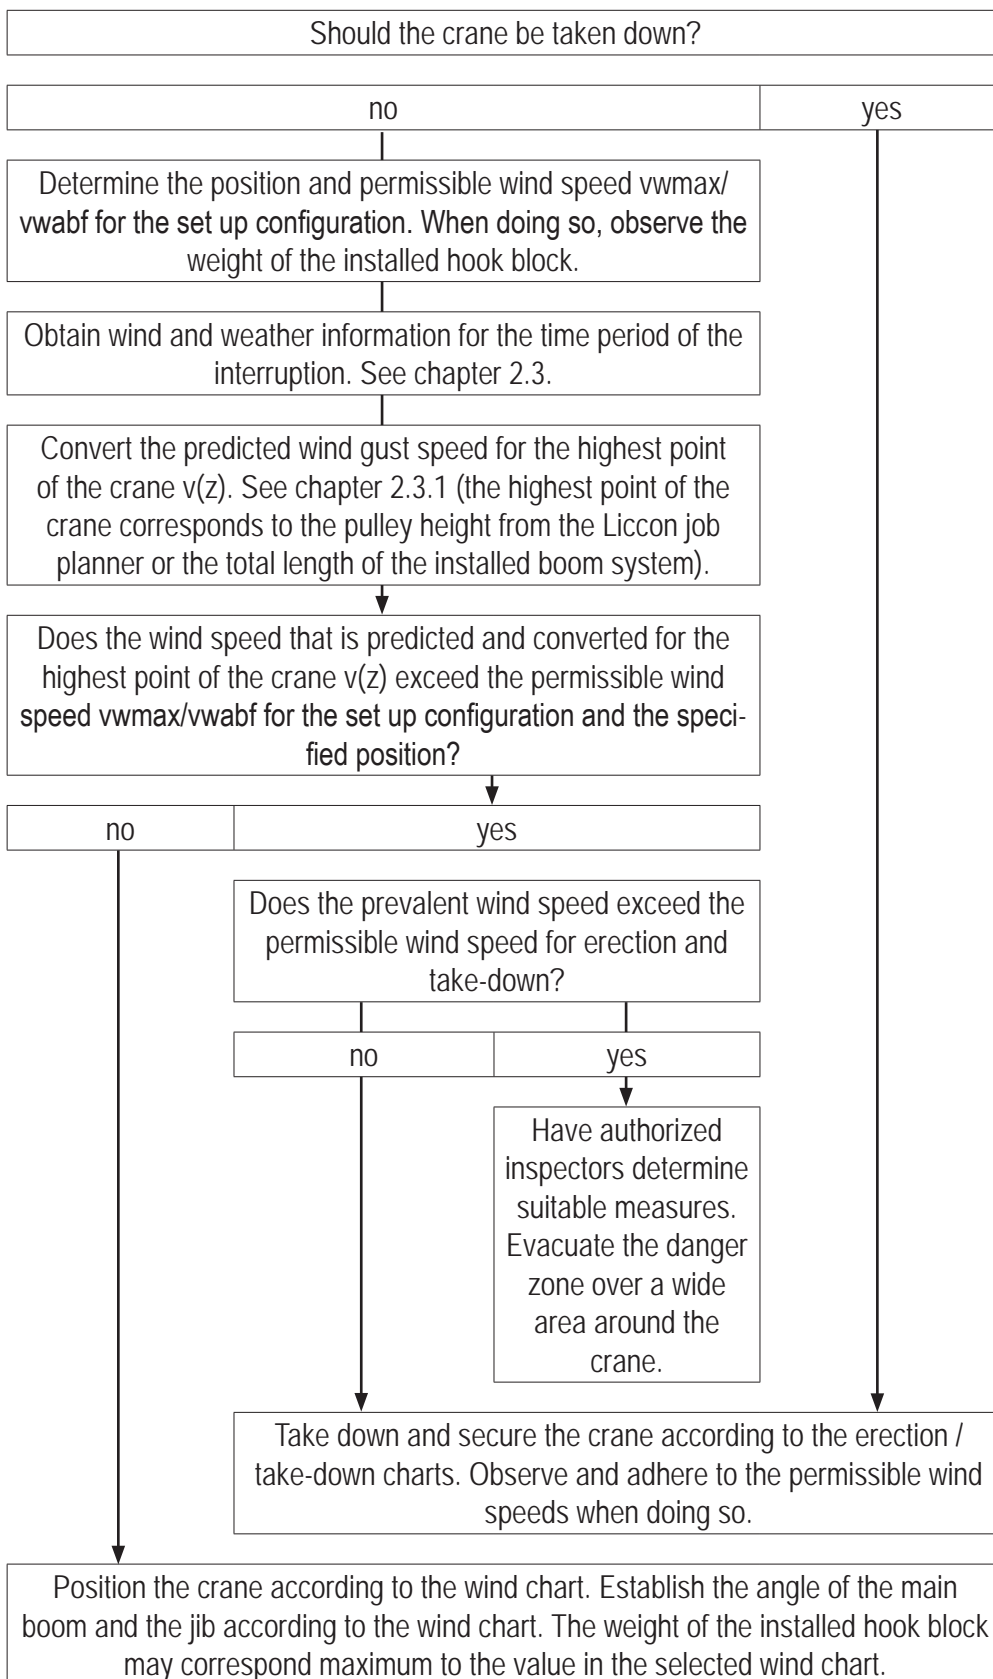 Should the crane be taken down?
no
yes
Determine the position and permissible wind speed vwmax/
vwabf for the set up configuration. When doing so, observe the
weight of the installed hook block.
Obtain wind and weather information for the time period of the
interruption. See chapter 2.3.
Convert the predicted wind gust speed for the highest point
of the crane v(z). See chapter 2.3.1 (the highest point of the
crane corresponds to the pulley height from the Liccon job
planner or the total length of the installed boom system).
Does the wind speed that is predicted and converted for the
highest point of the crane v(z) exceed the permissible wind
speed vwmax/vwabf for the set up configuration and the speci-
fied position?
no
yes
Does the prevalent wind speed exceed the
permissible wind speed for erection and
take-down?
no
yes
Have authorized
inspectors determine
suitable measures.
Evacuate the danger
zone over a wide
area around the
crane.
Take down and secure the crane according to the erection /
take-down charts. Observe and adhere to the permissible wind
speeds when doing so.
Position the crane according to the wind chart. Establish the angle of the main
boom and the jib according to the wind chart. The weight of the installed hook block
may correspond maximum to the value in the selected wind chart.